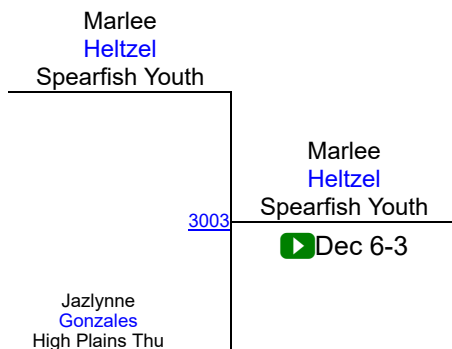 Marlee
Heltzel
Spearfish Youth
Marlee
Heltzel
Spearfish Youth
3003
Dec 6-3
Jazlynne
Gonzales
High Plains Thu